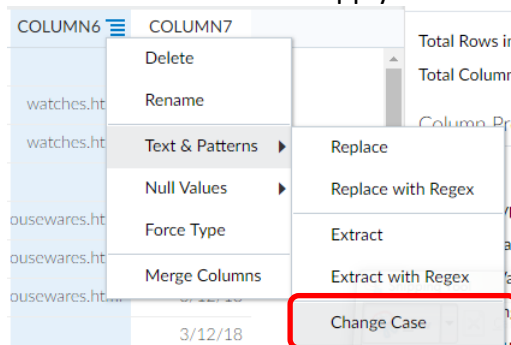 COLUMN6 COLUMN7
Total Rows
Delete
Total
watches.ht
Rename
watches.ht
Text & Patterns
Replace
Null Values
Replace with Regex
ousewares.ht
Force Type
Extract
ousewares.ht
Merge Columns
Extract with Regex
ousewares.ht
Change Case
3/12/18